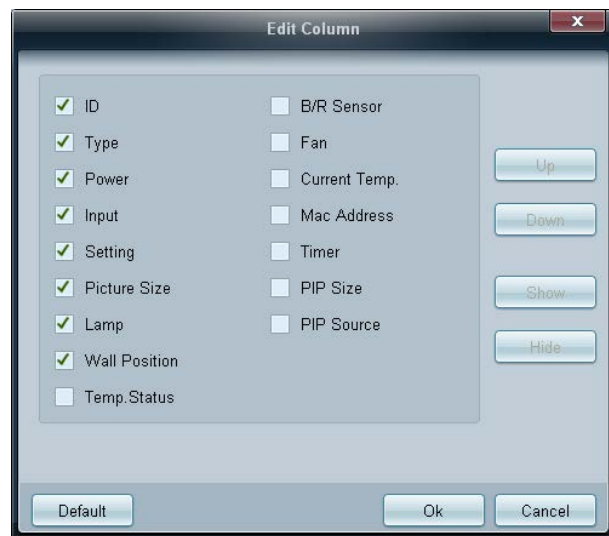 Edit Column
x
ID
Type
Power
Input
Setting
Picture Size
Lamp
Wall Position
Temp.Status
B/R Sensor
Fan
Current Temp.
Mac Address
Timer
PIP Size
PIP Source
Up
Down
Show
Hide
Default
Ok
Cancel